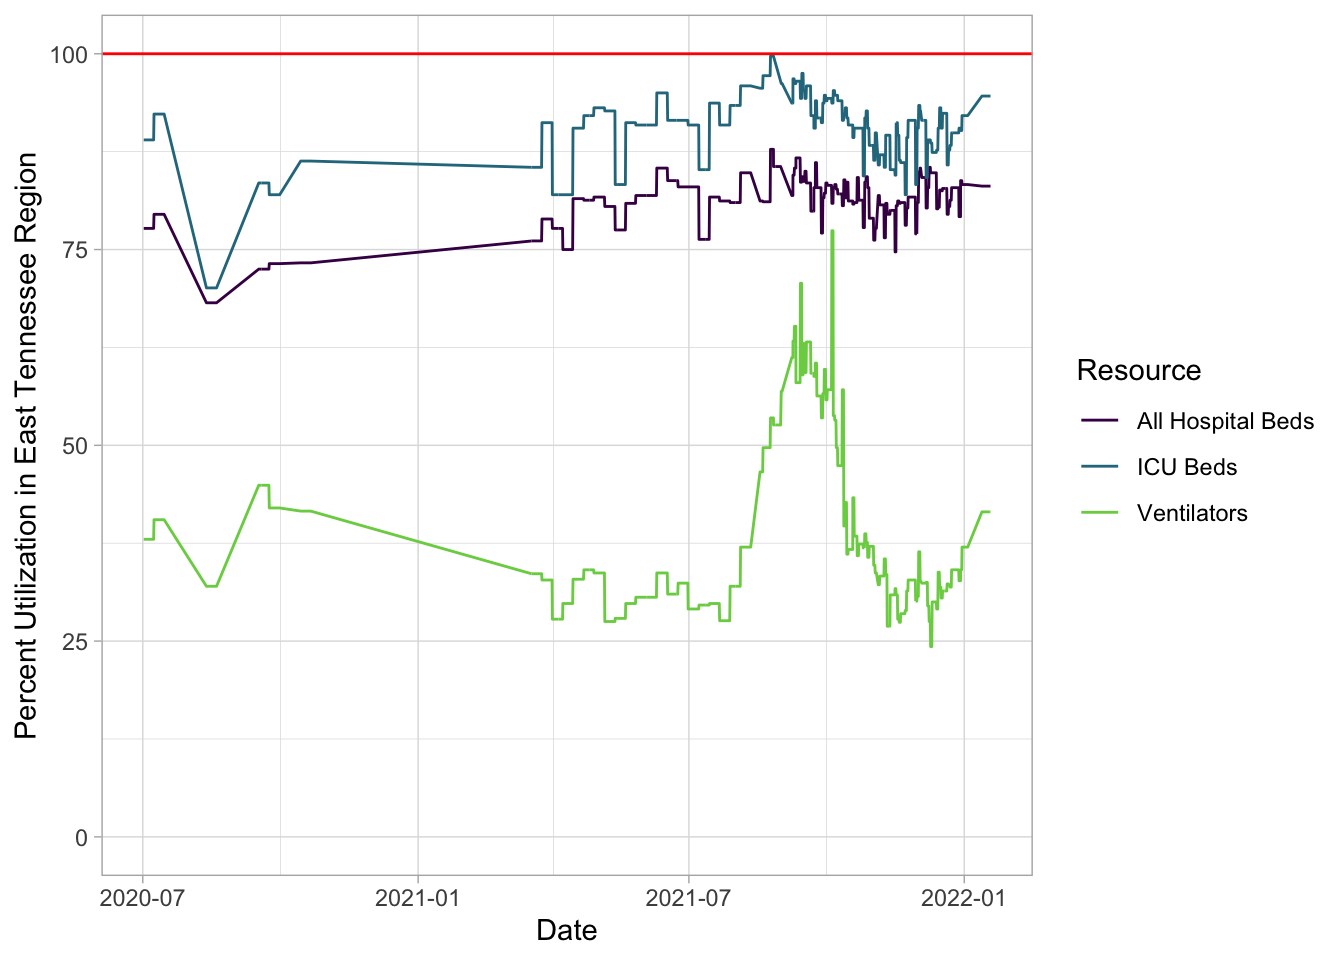 Percent Utilization in East Tennessee Region
100
75
50
25
0
2020-07
2021-01
2021-07
2022-01
Date
Resource
All Hospital Beds
ICU Beds
Ventilators